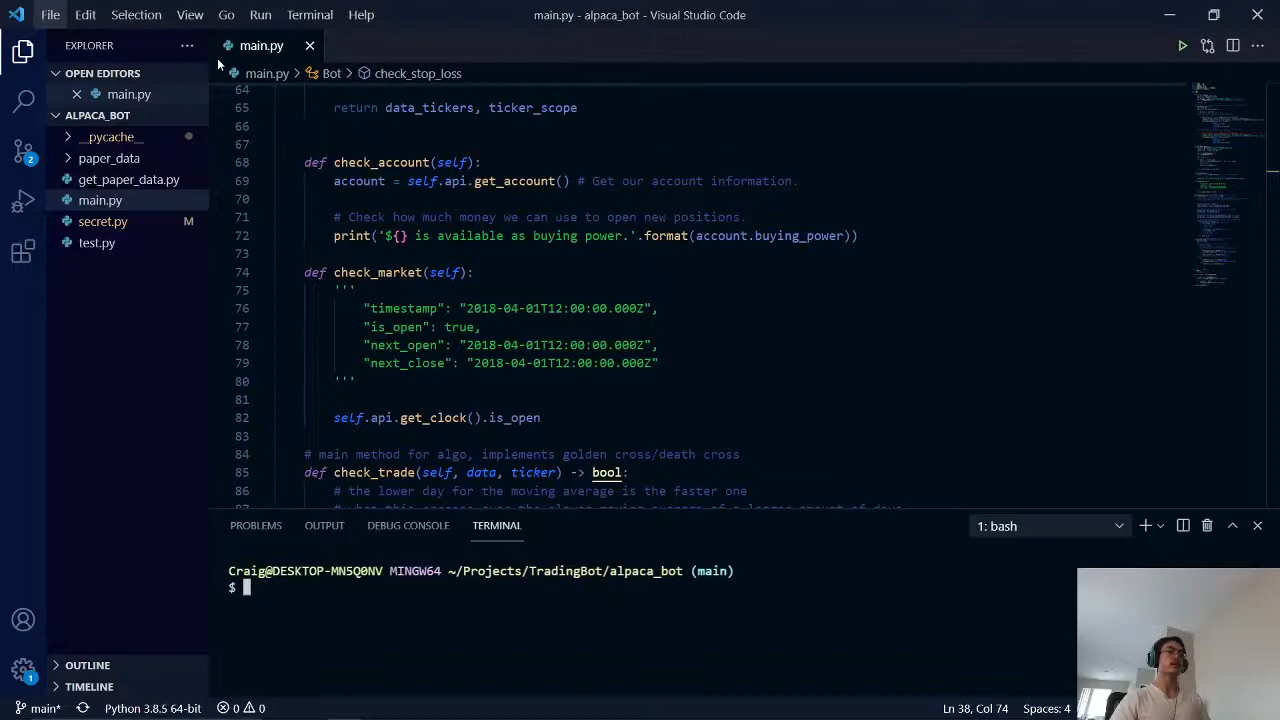 File Edit Selection View Go Run Terminal Help main.py - alpaca_bot - Visual Studio Code
EXPLORER
main.py
OPEN EDITORS
main.py > Bot > check_stop_loss
main.py
ALPACA_BOT
__pycache__
paper_data
get_paper_data.py
main.py
secret.py M
test.py
OUTLINE
TIMELINE
64
65 return data_tickers, ticker_scope
66
67
68 def check_account(self):
69 account = self.api.get_account() # Get our account information.
70
71 # Check how much money we can use to open new positions.
72 print('${} is available as buying power.'.format(account.buying_power))
73
74 def check_market(self):
75 '''
76 "timestamp": "2018-04-01T12:00:00.000Z",
77 "is_open": true,
78 "next_open": "2018-04-01T12:00:00.000Z",
79 "next_close": "2018-04-01T12:00:00.000Z"
80 '''
81
82 self.api.get_clock().is_open
83
84 # main method for algo, implements golden cross/death cross
85 def check_trade(self, data, ticker) -> bool:
86 # the lower day for the moving average is the faster one
PROBLEMS OUTPUT DEBUG CONSOLE TERMINAL 1: bash
Craig@DESKTOP-MN5Q0NV MINGW64 ~/Projects/TradingBot/alpaca_bot (main)
$
2
1
main* Python 3.8.5 64-bit 0 0 Ln 38, Col 74 Spaces: 4